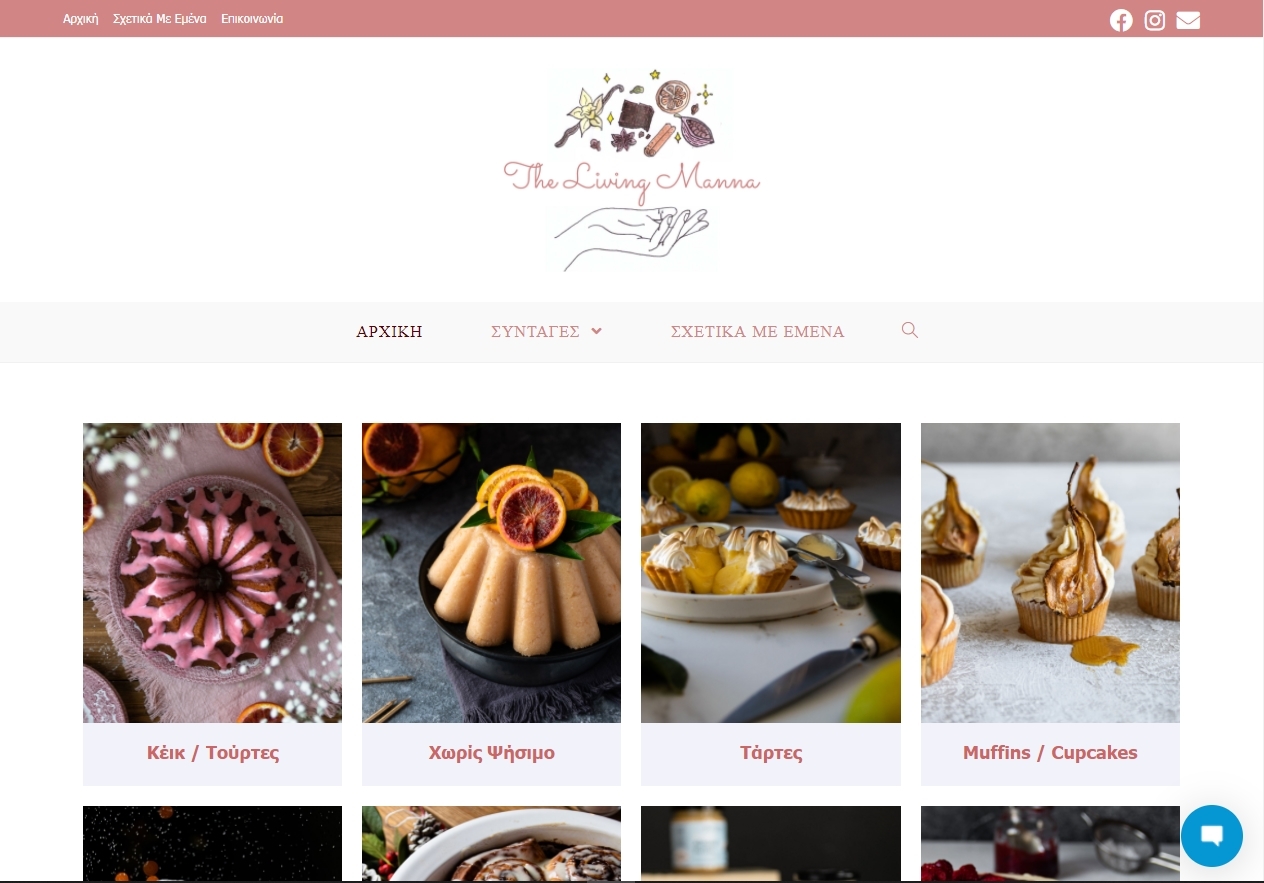 Αρχική Σχετικά Με Εμένα Επικοινωνία
The Living Manna
ΑΡΧΙΚΗ ΣΥΝΤΑΓΕΣ ΣΧΕΤΙΚΑ ΜΕ ΕΜΕΝΑ
Κέικ / Τούρτες
Χωρίς Ψήσιμο
Τάρτες
Muffins / Cupcakes